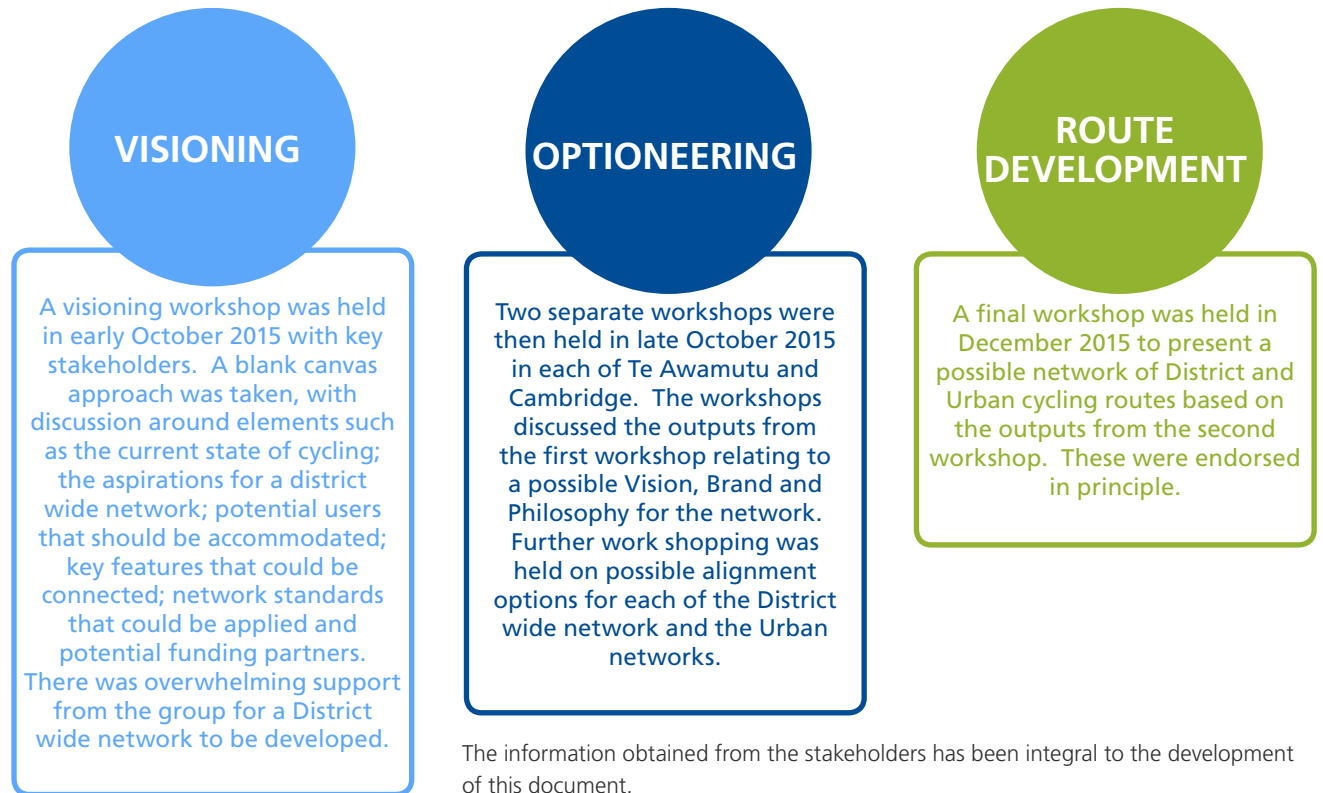 VISIONING
A visioning workshop was held
in early October 2015 with key
stakeholders.  A blank canvas
approach was taken, with
discussion around elements such
as the current state of cycling;
the aspirations for a district
wide network; potential users
that should be accommodated;
key features that could be
connected; network standards
that could be applied and
potential funding partners.
There was overwhelming support
from the group for a District
wide network to be developed.
OPTIONEERING
Two separate workshops were
then held in late October 2015
in each of Te Awamutu and
Cambridge.  The workshops
discussed the outputs from
the first workshop relating to
a possible Vision, Brand and
Philosophy for the network.
Further work shopping was
held on possible alignment
options for each of the District
wide network and the Urban
networks.
ROUTE
DEVELOPMENT
A final workshop was held in
December 2015 to present a
possible network of District and
Urban cycling routes based on
the outputs from the second
workshop.  These were endorsed
in principle.
The information obtained from the stakeholders has been integral to the development
of this document.